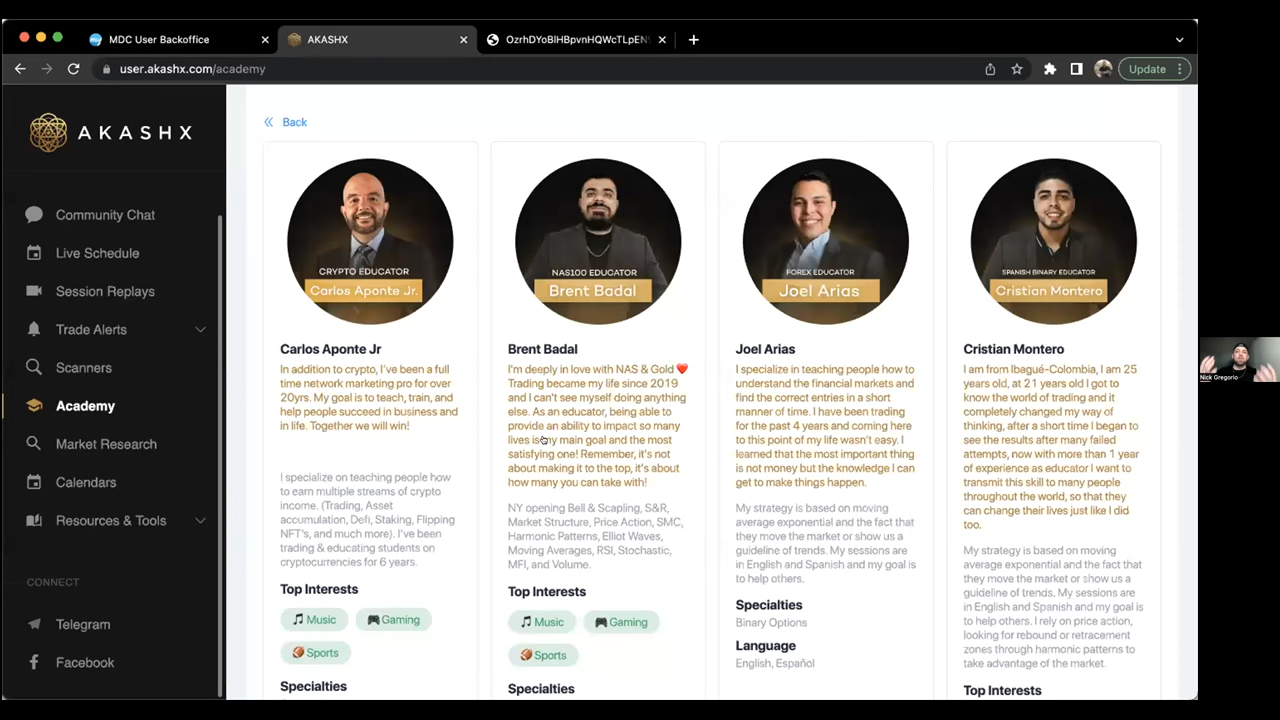 MDC User Backoffice
AKASHX
OzrhDYoBlHBpvnHQWcTLpENS
user.akashx.com/academy
Update
AKASHX
Community Chat
Live Schedule
Session Replays
Trade Alerts
Scanners
Academy
Market Research
Calendars
Resources & Tools
CONNECT
Telegram
Facebook
Back
CRYPTO EDUCATOR
Carlos Aponte Jr.
Carlos Aponte Jr
In addition to crypto, I've been a full
time network marketing pro for over
20yrs. My goal is to teach, train, and
help people succeed in business and
in life. Together we will win!
I specialize on teaching people how
to earn multiple streams of crypto
income. (Trading, Asset
accumulation, Defi, Staking, Flipping
NFT's, and much more). I've been
trading & educating students on
cryptocurrencies for 6 years.
Top Interests
🎵 Music
🎮 Gaming
🏈 Sports
Specialties
NAS100 EDUCATOR
Brent Badal
Brent Badal
I'm deeply in love with NAS & Gold ❤️
Trading became my life since 2019
and I can't see myself doing anything
else. As an educator, being able to
provide an ability to impact so many
lives is my main goal and the most
satisfying one! Remember, it's not
about making it to the top, it's about
how many you can take with!
NY opening Bell & Scapling, S&R,
Market Structure, Price Action, SMC,
Harmonic Patterns, Elliot Waves,
Moving Averages, RSI, Stochastic,
MFI, and Volume.
Top Interests
🎵 Music
🎮 Gaming
🏈 Sports
Specialties
FOREX EDUCATOR
Joel Arias
Joel Arias
I specialize in teaching people how to
understand the financial markets and
find the correct entries in a short
manner of time. I have been trading
for the past 4 years and coming here
to this point of my life wasn't easy. I
learned that the most important thing
is not money but the knowledge I can
get to make things happen.
My strategy is based on moving
average exponential and the fact that
they move the market or show us a
guideline of trends. My sessions are
in English and Spanish and my goal is
to help others.
Specialties
Binary Options
Language
English, Español
SPANISH BINARY EDUCATOR
Cristian Montero
Cristian Montero
I am from Ibagué-Colombia, I am 25
years old, at 21 years old I got to
know the world of trading and it
completely changed my way of
thinking, after a short time I began to
see the results after many failed
attempts, now with more than 1 year
of experience as educator I want to
transmit this skill to many people
throughout the world, so that they
can change their lives just like I did
too.
My strategy is based on moving
average exponential and the fact that
they move the market or show us a
guideline of trends. My sessions are
in English and Spanish and my goal is
to help others. I rely on price action,
looking for rebound or retracement
zones through harmonic patterns to
take advantage of the market.
Top Interests
Nick Gregorio